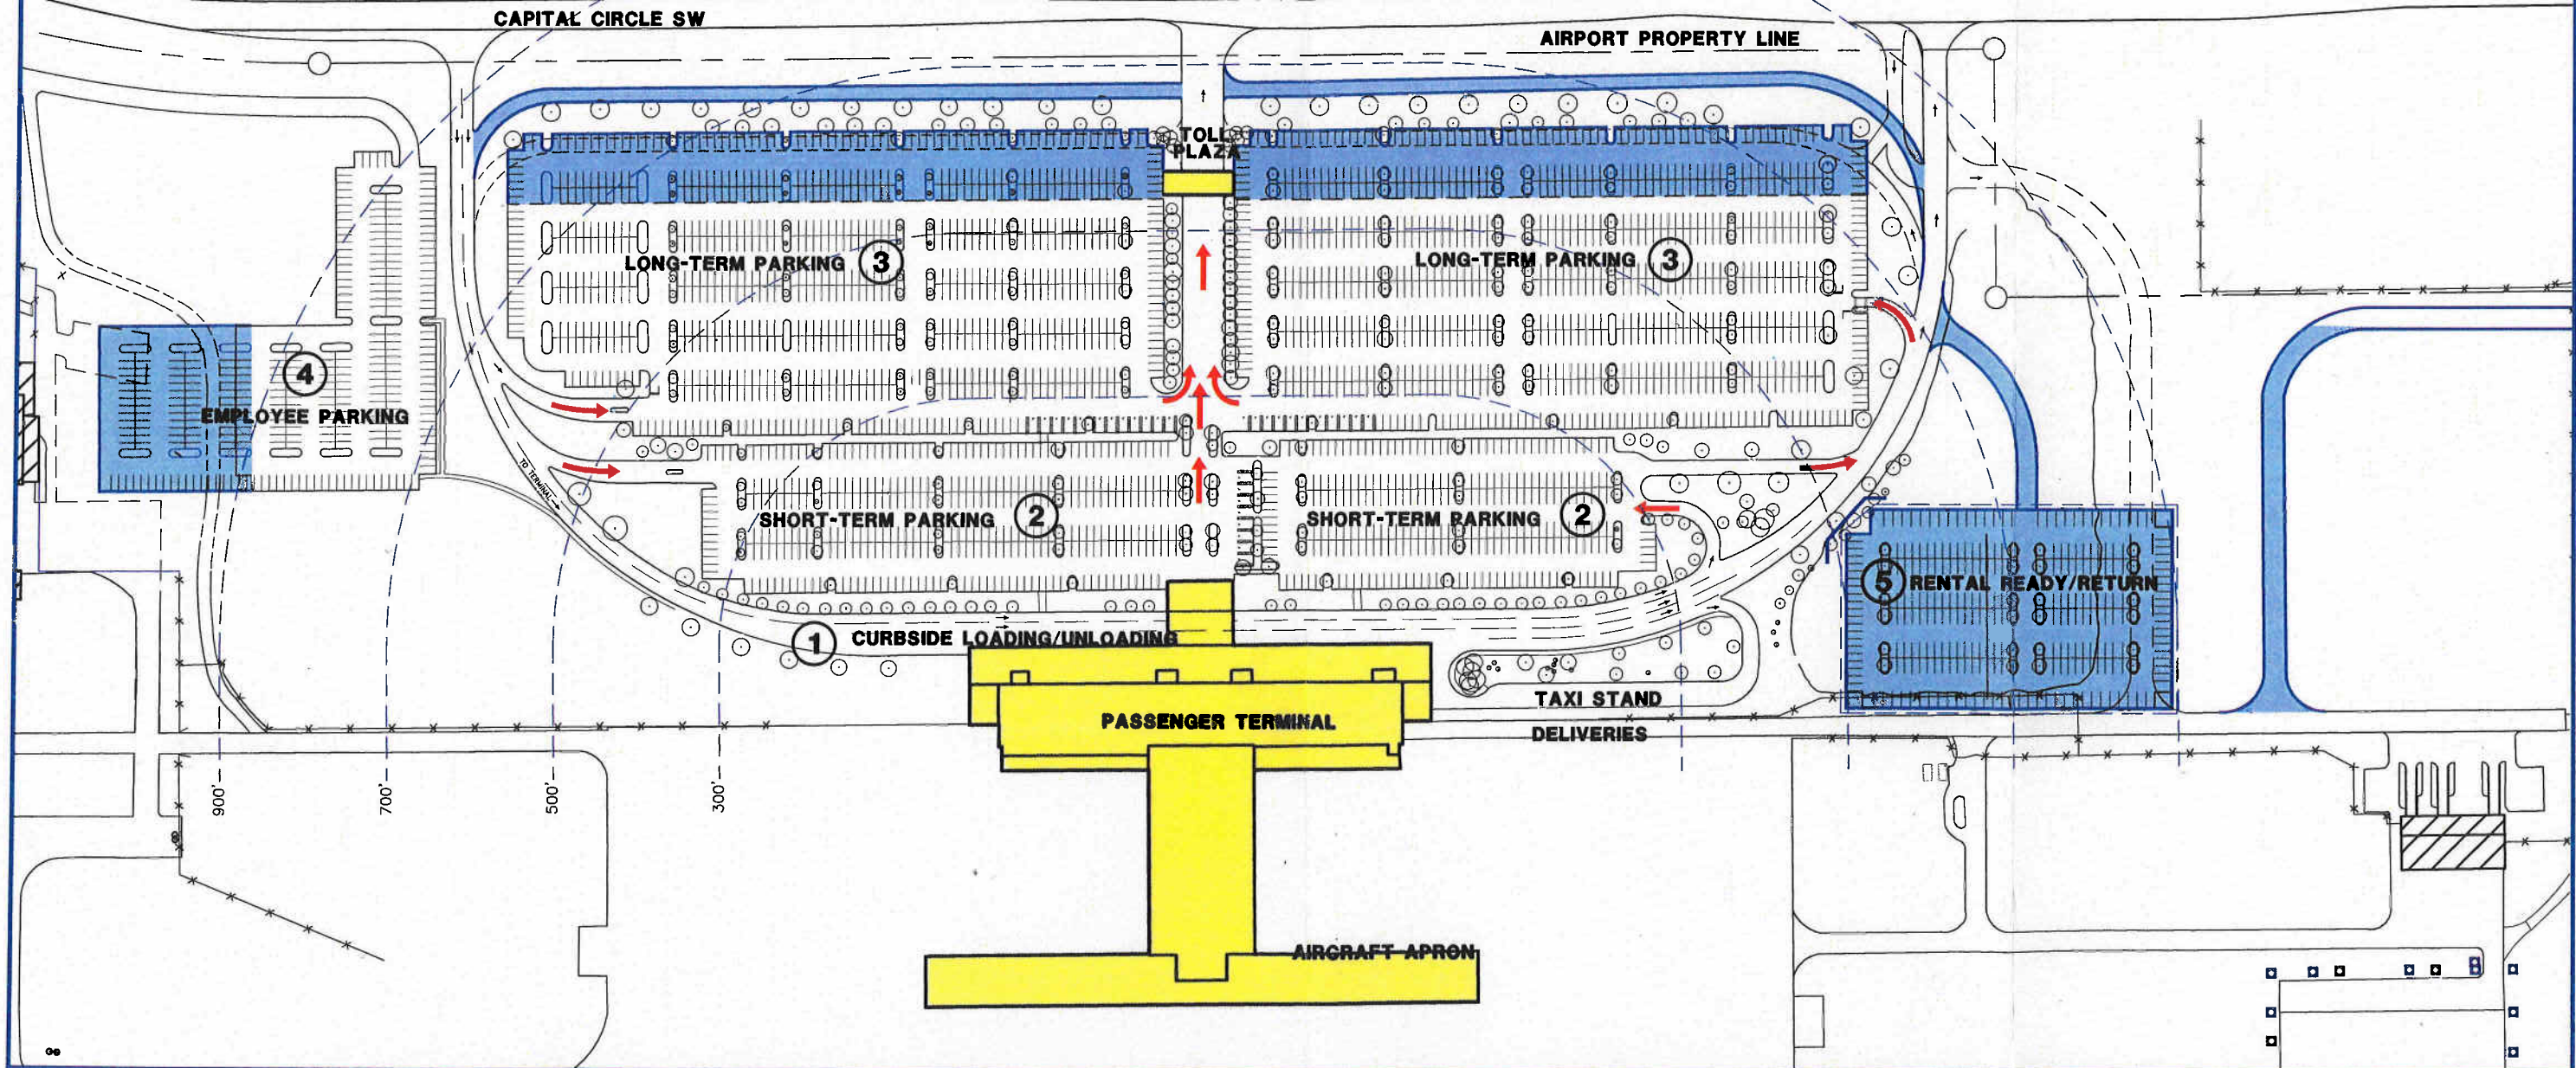 CAPITAL CIRCLE SW
AIRPORT PROPERTY LINE
TOLL
PLAZA
LONG-TERM PARKING 3
LONG-TERM PARKING 3
4
EMPLOYEE PARKING
TO TERMINAL
SHORT-TERM PARKING 2
SHORT-TERM PARKING 2
5 RENTAL READY/RETURN
1 CURBSIDE LOADING/UNLOADING
TAXI STAND
PASSENGER TERMINAL
DELIVERIES
900'
700'
500'
300'
AIRCRAFT APRON